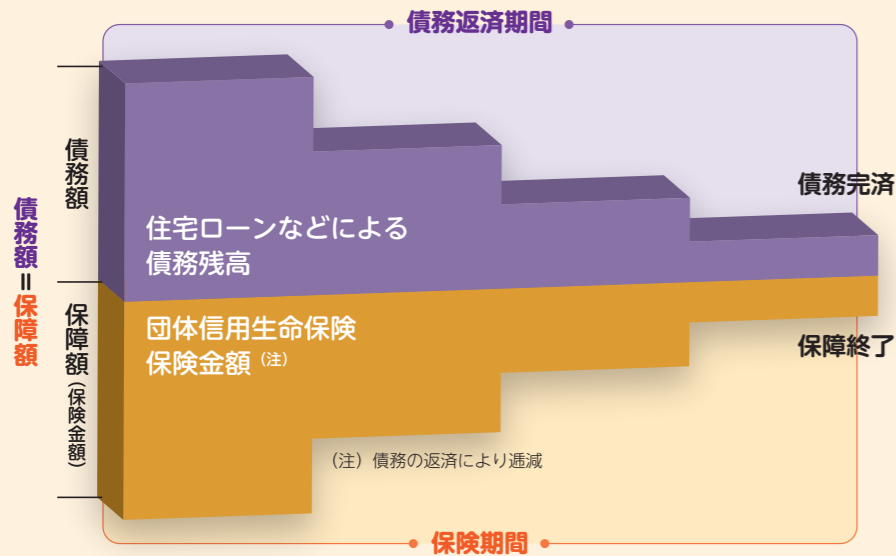 債務返済期間
債務額
債務額＝保障額
住宅ローンなどによる
債務残高
債務完済
団体信用生命保険
保険金額（注）
保障額（保険金額）
保障終了
（注）債務の返済により逓減
保険期間